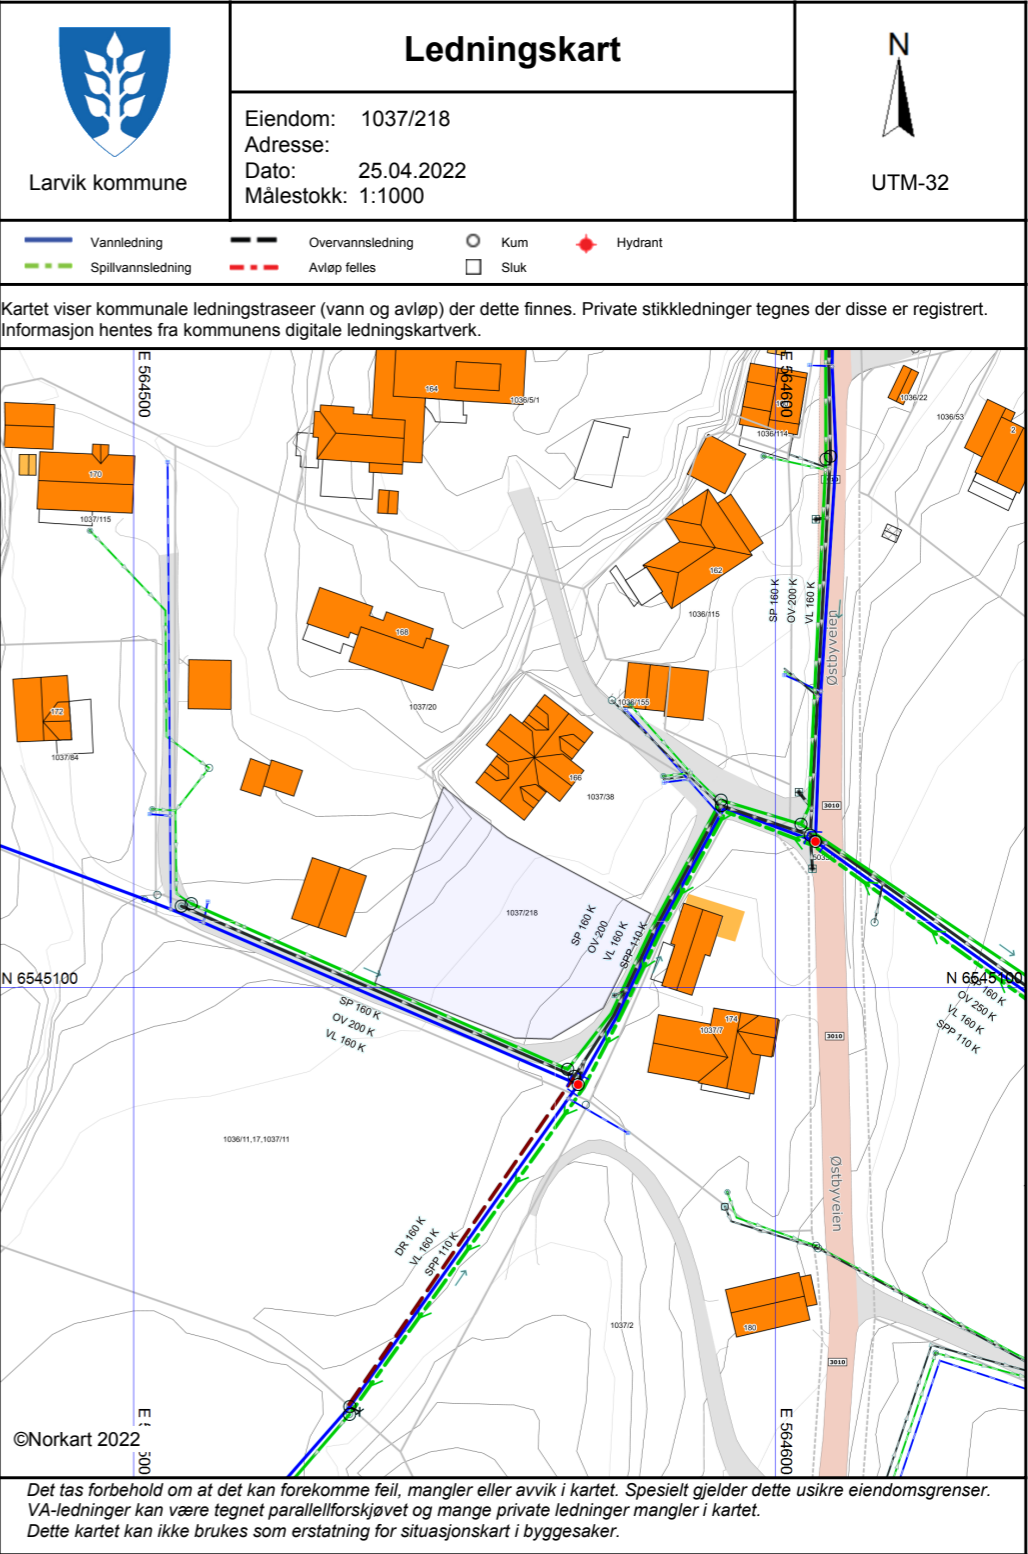 Ledningskart
Larvik kommune
Eiendom: 1037/218
Adresse:
Dato: 25.04.2022
Målestokk: 1:1000
N
UTM-32
Vannledning
Overvannsledning
Kum
Hydrant
Spillvannsledning
Avløp felles
Sluk
Kartet viser kommunale ledningstraseer (vann og avløp) der dette finnes. Private stikkledninger tegnes der disse er registrert.
Informasjon hentes fra kommunens digitale ledningskartverk.
E 564500
E 564600
164
1036/5/1
1036/22
1036/53
2
1036/114
170
1037/115
162
1036/115
SP 160 K
OV 200 K
VL 160 K
Østbyveien
168
1037/20
172
1037/84
1036/155
166
1037/38
3010
1037/218
SP 160 K
OV 200
VL 160 K
SPP 110 K
N 6545100
N 6545100
SP 160 K
OV 200 K
VL 160 K
OV 250 K
VL 160 K
SPP 110 K
174
1037/7
3010
1036/11,17,1037/11
Østbyveien
DR 160 K
VL 160 K
SPP 110 K
1037/2
180
3010
E 564600
©Norkart 2022
Det tas forbehold om at det kan forekomme feil, mangler eller avvik i kartet. Spesielt gjelder dette usikre eiendomsgrenser.
VA-ledninger kan være tegnet parallellforskjøvet og mange private ledninger mangler i kartet.
Dette kartet kan ikke brukes som erstatning for situasjonskart i byggesaker.